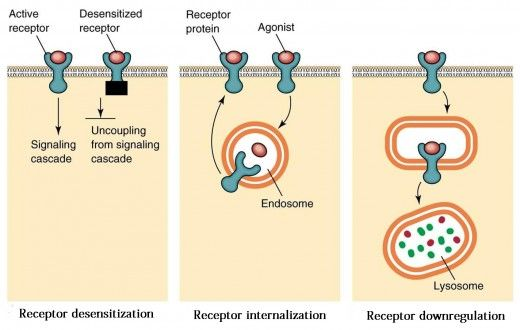 Active
receptor
Desensitized
receptor
Signaling
cascade
Uncoupling
from signaling
cascade
Receptor desensitization
Receptor
protein
Agonist
Endosome
Receptor internalization
Lysosome
Receptor downregulation